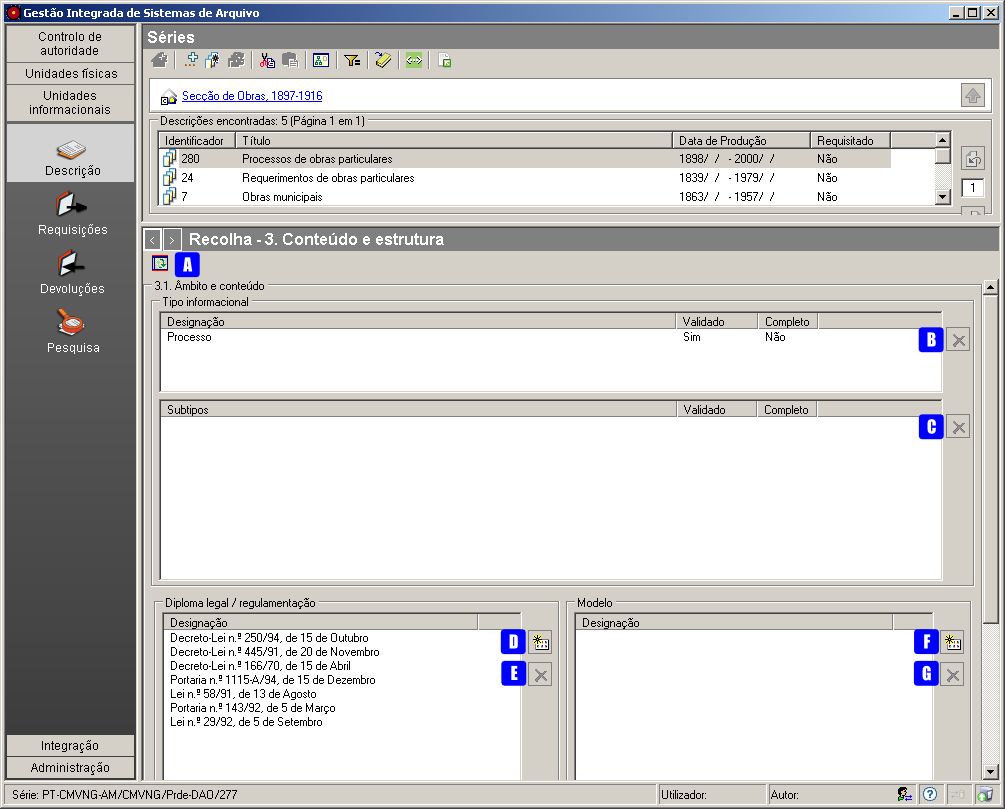 Gestão Integrada de Sistemas de Arquivo
Controlo de
autoridade
Unidades físicas
Unidades
informacionais
Descrição
Requisições
Devoluções
Pesquisa
Integração
Administração
Séries
Secção de Obras, 1897-1916
Descrições encontradas: 5 (Página 1 em 1)
Identificador Título Data de Produção Requisitado
280 Processos de obras particulares 1898/ / - 2000/ / Não
24 Requerimentos de obras particulares 1839/ / - 1979/ / Não
7 Obras municipais 1863/ / - 1957/ / Não
1
< > Recolha - 3. Conteúdo e estrutura
A
3.1. Âmbito e conteúdo
Tipo informacional
Designação Validado Completo
Processo Sim Não
B
Subtipos Validado Completo
C
Diploma legal / regulamentação
Designação
Decreto-Lei n.º 250/94, de 15 de Outubro
Decreto-Lei n.º 445/91, de 20 de Novembro
Decreto-Lei n.º 166/70, de 15 de Abril
Portaria n.º 1115-A/94, de 15 de Dezembro
Lei n.º 58/91, de 13 de Agosto
Portaria n.º 143/92, de 5 de Março
Lei n.º 29/92, de 5 de Setembro
D
E
Modelo
Designação
F
G
Série: PT-CMVNG-AM/CMVNG/Prde-DAO/277 Utilizador: Autor: